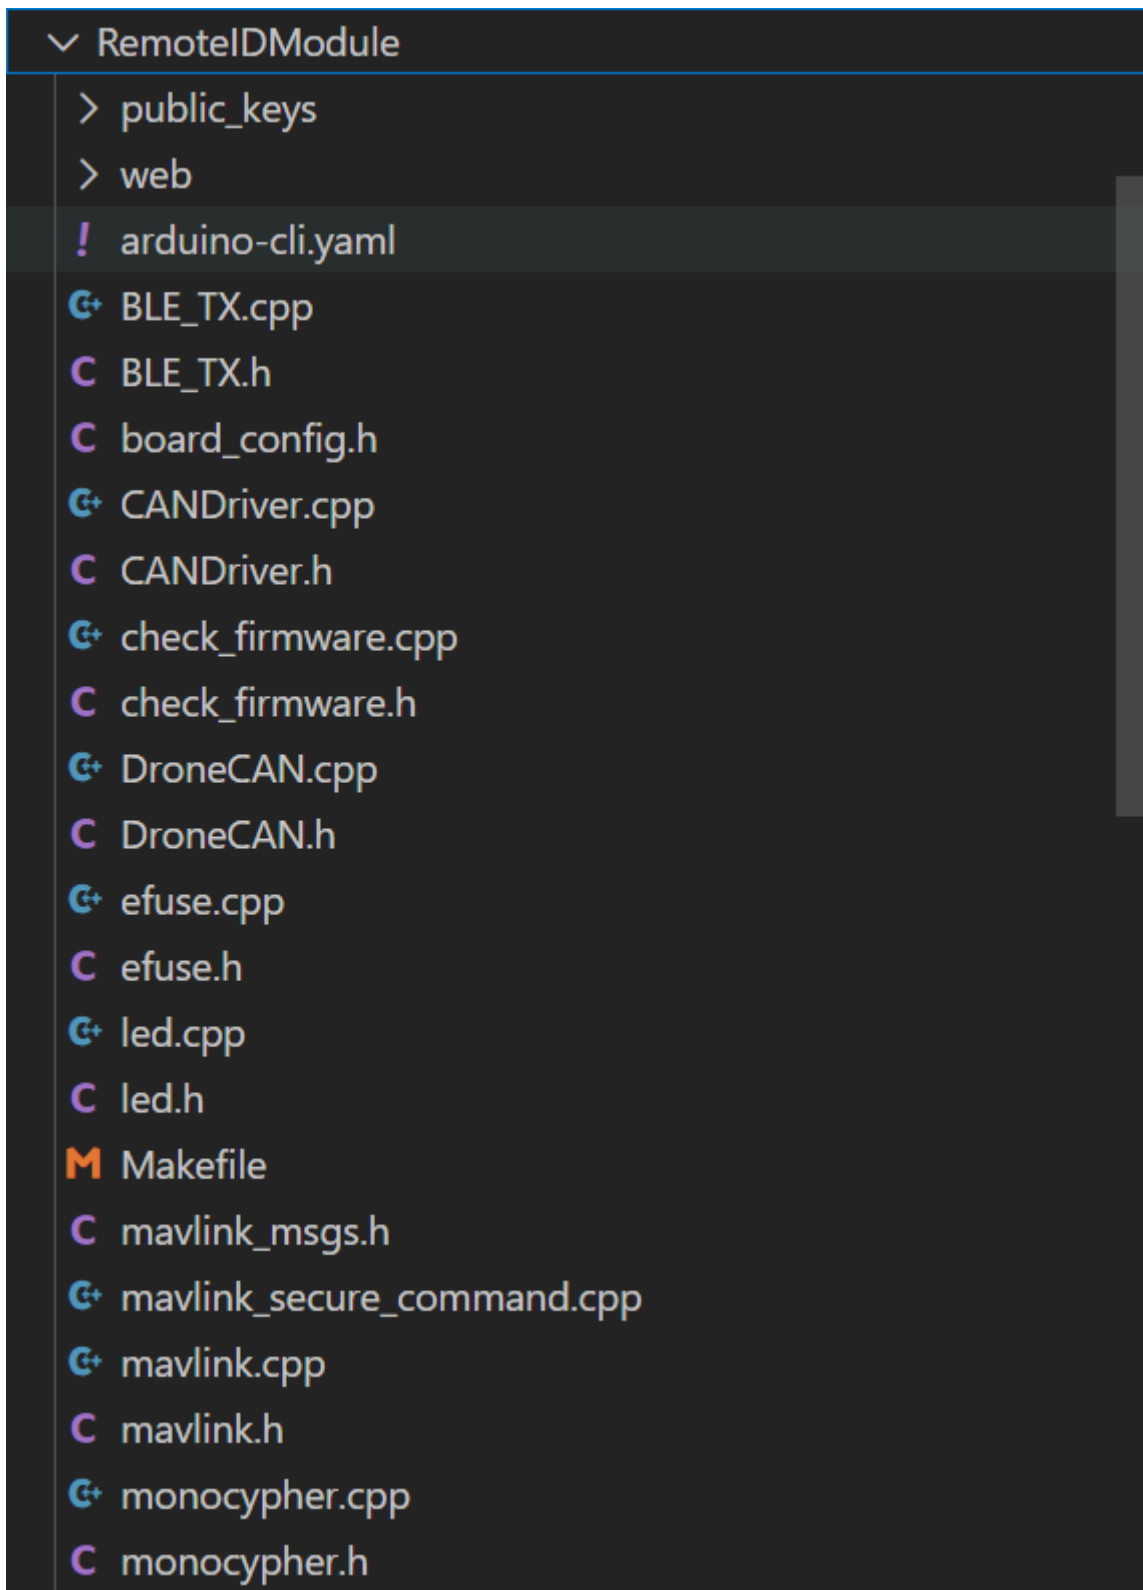 RemoteIDModule
public_keys
web
! arduino-cli.yaml
C++ BLE_TX.cpp
C BLE_TX.h
C board_config.h
C++ CANDriver.cpp
C CANDriver.h
C++ check_firmware.cpp
C check_firmware.h
C++ DroneCAN.cpp
C DroneCAN.h
C++ efuse.cpp
C efuse.h
C++ led.cpp
C led.h
M Makefile
C mavlink_msgs.h
C++ mavlink_secure_command.cpp
C++ mavlink.cpp
C mavlink.h
C++ monocypher.cpp
C monocypher.h